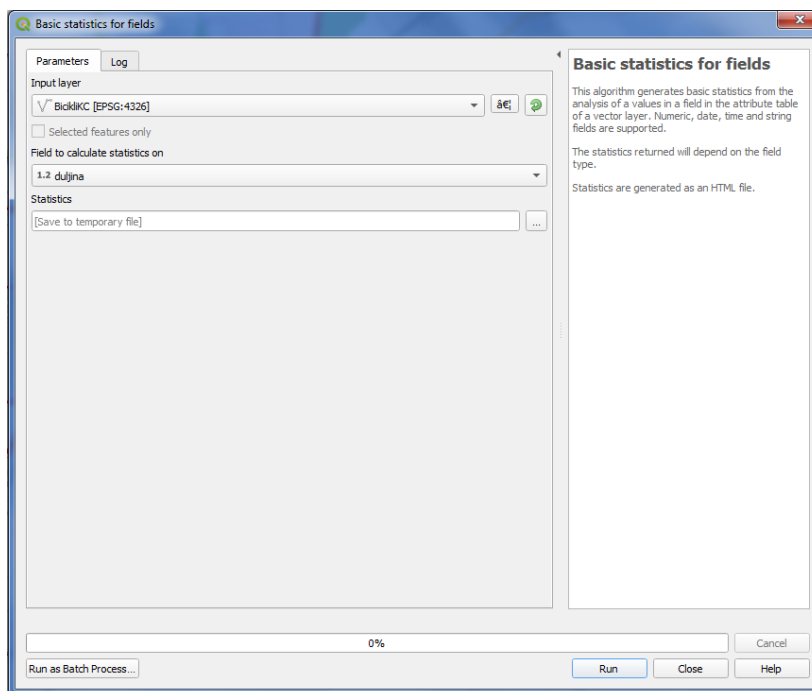 Basic statistics for fields
Parameters
Log
Input layer
BicikliKC [EPSG:4326]
…
Selected features only
Field to calculate statistics on
1.2 duljina
Statistics
[Save to temporary file]
...
Basic statistics for fields
This algorithm generates basic statistics from the
analysis of a values in a field in the attribute table
of a vector layer. Numeric, date, time and string
fields are supported.
The statistics returned will depend on the field
type.
Statistics are generated as an HTML file.
0%
Cancel
Run as Batch Process...
Run
Close
Help